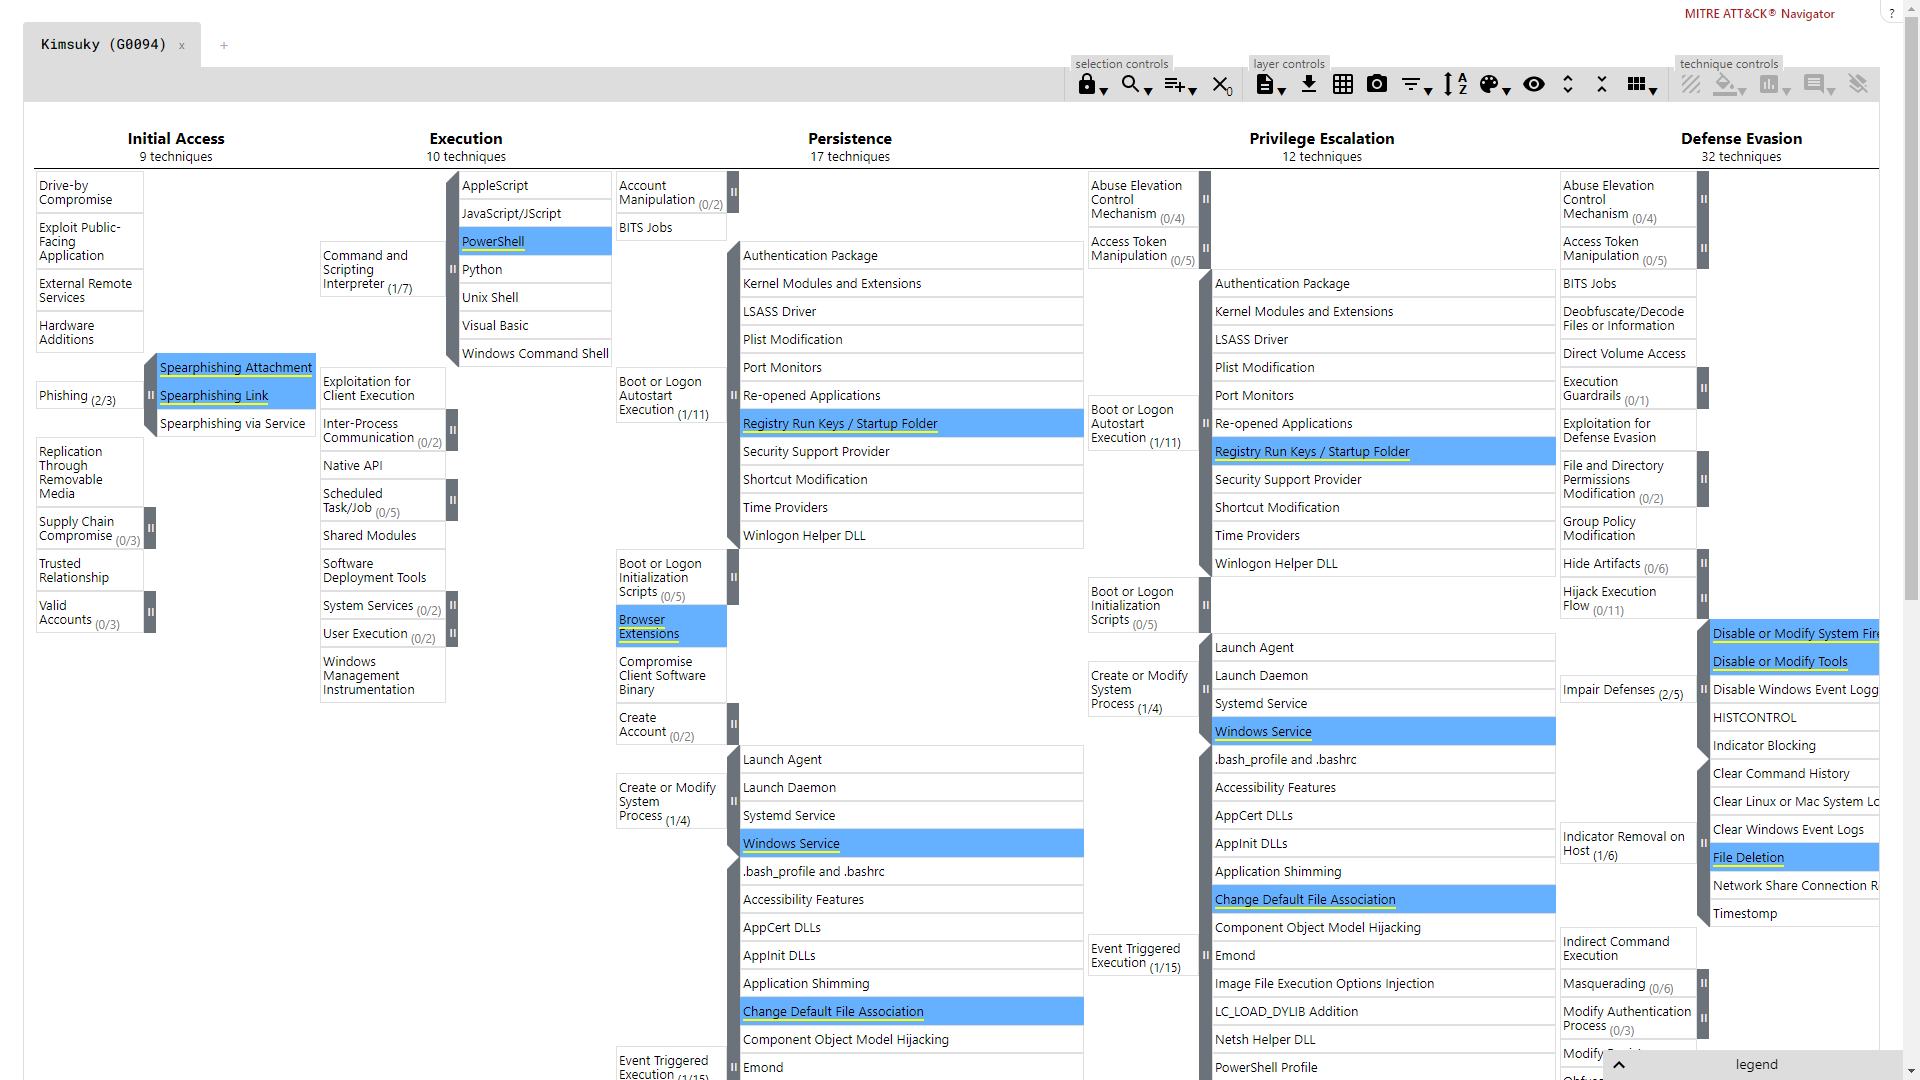 MITRE ATT&CK® Navigator
?
Kimsuky (G0094) x
+
selection controls
layer controls
technique controls
Initial Access
9 techniques
Drive-by
Compromise
Exploit Public-
Facing
Application
External Remote
Services
Hardware
Additions
Phishing (2/3)
Spearphishing Attachment
Spearphishing Link
Spearphishing via Service
Replication
Through
Removable
Media
Supply Chain
Compromise (0/3)
Trusted
Relationship
Valid
Accounts (0/3)
Execution
10 techniques
Command and
Scripting
Interpreter (1/7)
AppleScript
JavaScript/JScript
PowerShell
Python
Unix Shell
Visual Basic
Windows Command Shell
Exploitation for
Client Execution
Inter-Process
Communication (0/2)
Native API
Scheduled
Task/Job (0/5)
Shared Modules
Software
Deployment Tools
System Services (0/2)
User Execution (0/2)
Windows
Management
Instrumentation
Persistence
17 techniques
Account
Manipulation (0/2)
BITS Jobs
Boot or Logon
Autostart
Execution (1/11)
Authentication Package
Kernel Modules and Extensions
LSASS Driver
Plist Modification
Port Monitors
Re-opened Applications
Registry Run Keys / Startup Folder
Security Support Provider
Shortcut Modification
Time Providers
Winlogon Helper DLL
Boot or Logon
Initialization
Scripts (0/5)
Browser
Extensions
Compromise
Client Software
Binary
Create
Account (0/2)
Create or Modify
System
Process (1/4)
Launch Agent
Launch Daemon
Systemd Service
Windows Service
Event Triggered
Execution (1/15)
.bash_profile and .bashrc
Accessibility Features
AppCert DLLs
AppInit DLLs
Application Shimming
Change Default File Association
Component Object Model Hijacking
Emond
Privilege Escalation
12 techniques
Abuse Elevation
Control
Mechanism (0/4)
Access Token
Manipulation (0/5)
Boot or Logon
Autostart
Execution (1/11)
Authentication Package
Kernel Modules and Extensions
LSASS Driver
Plist Modification
Port Monitors
Re-opened Applications
Registry Run Keys / Startup Folder
Security Support Provider
Shortcut Modification
Time Providers
Winlogon Helper DLL
Boot or Logon
Initialization
Scripts (0/5)
Create or Modify
System
Process (1/4)
Launch Agent
Launch Daemon
Systemd Service
Windows Service
Event Triggered
Execution (1/15)
.bash_profile and .bashrc
Accessibility Features
AppCert DLLs
AppInit DLLs
Application Shimming
Change Default File Association
Component Object Model Hijacking
Emond
Image File Execution Options Injection
LC_LOAD_DYLIB Addition
Netsh Helper DLL
PowerShell Profile
Defense Evasion
32 techniques
Abuse Elevation
Control
Mechanism (0/4)
Access Token
Manipulation (0/5)
BITS Jobs
Deobfuscate/Decode
Files or Information
Direct Volume Access
Execution
Guardrails (0/1)
Exploitation for
Defense Evasion
File and Directory
Permissions
Modification (0/2)
Group Policy
Modification
Hide Artifacts (0/6)
Hijack Execution
Flow (0/11)
Impair Defenses (2/5)
Disable or Modify System Fire
Disable or Modify Tools
Disable Windows Event Logg
HISTCONTROL
Indicator Blocking
Indicator Removal on
Host (1/6)
Clear Command History
Clear Linux or Mac System Lo
Clear Windows Event Logs
File Deletion
Network Share Connection R
Timestomp
Indirect Command
Execution
Masquerading (0/6)
Modify Authentication
Process (0/3)
Modify
legend